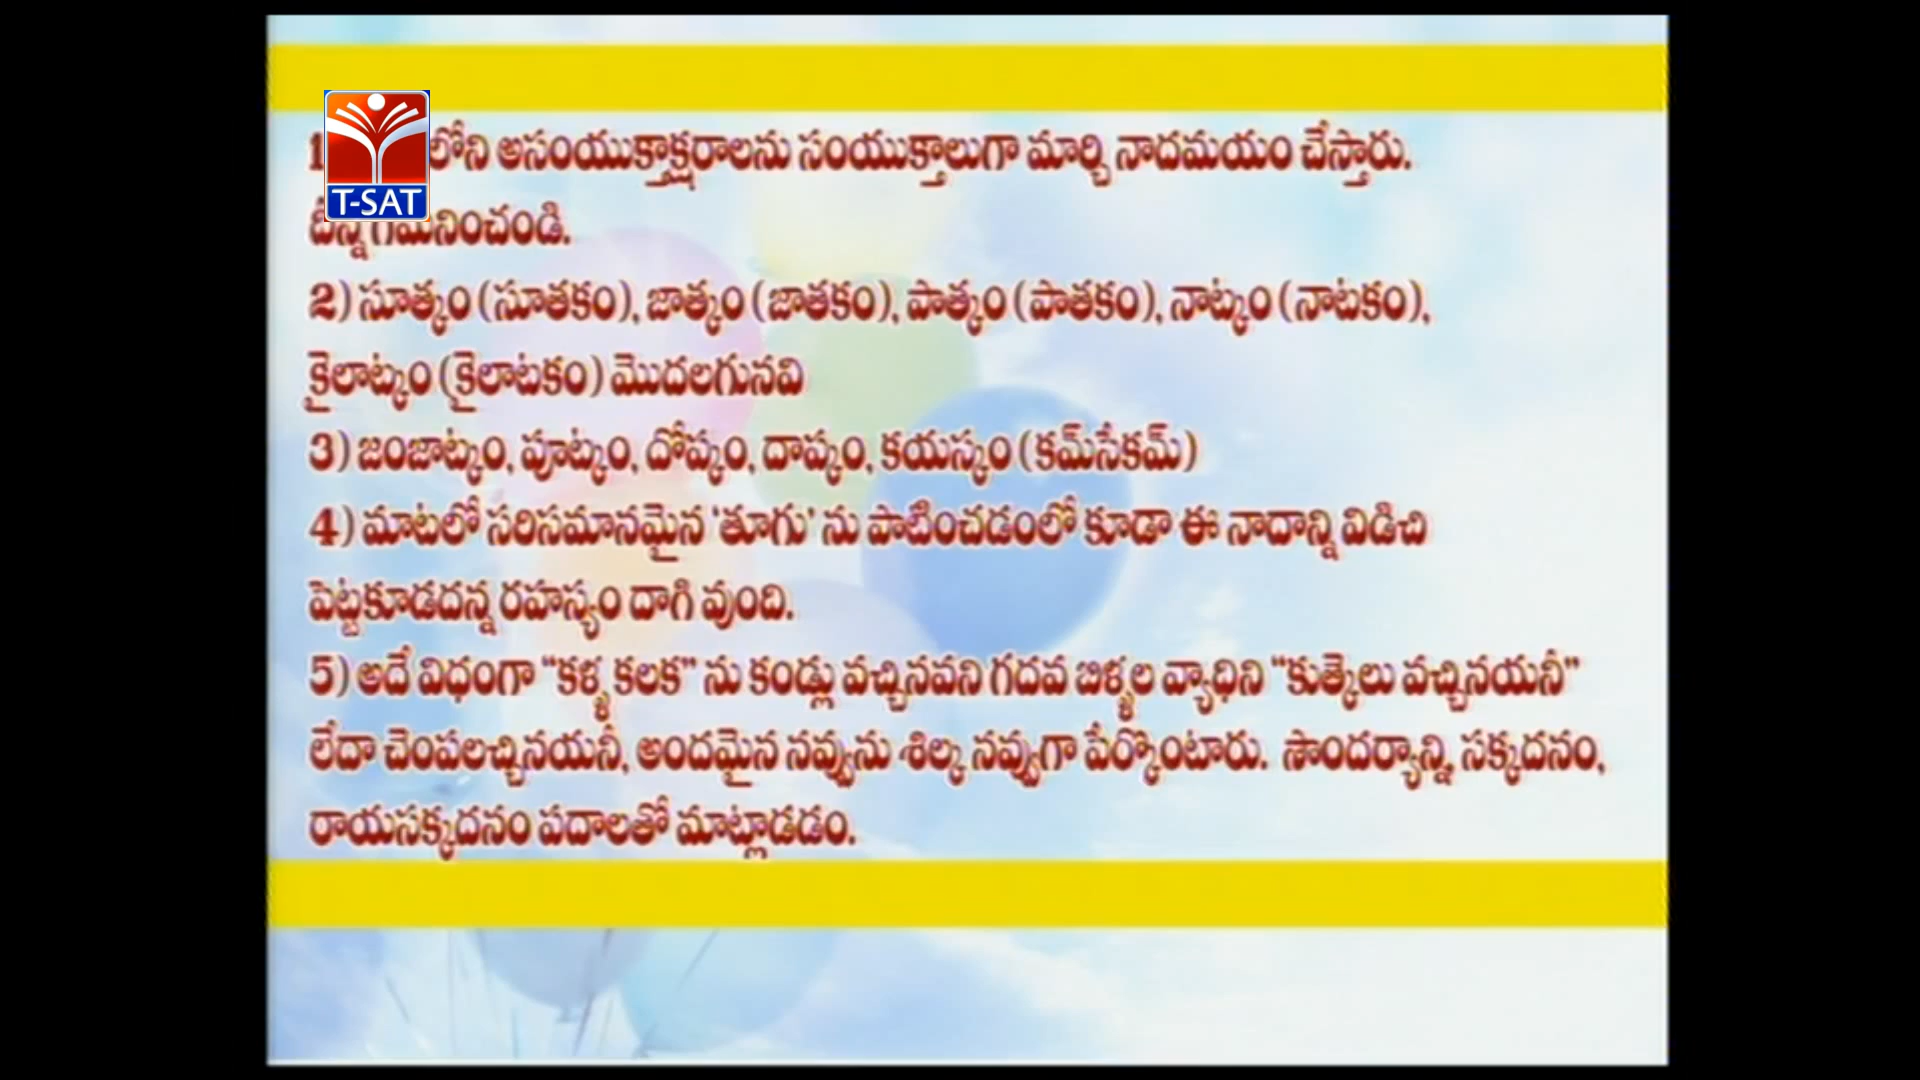 1
లోని అసంయుక్తాక్షరాలను సంయుక్తాలుగా మార్చి నాదమయం చేస్తారు.
T-SAT
దీన్ని గమనించండి.
2) సూత్కం (సూతకం), జాత్కం (జాతకం), పాత్కం (పాతకం), నాట్కం (నాటకం),
కైలాట్కం (కైలాటకం) మొదలగునవి
3) జంజాట్కం, పూట్కం, దోప్కం, దాప్కం, కయస్కం (కమ్‌సేకమ్)
4) మాటలో సరిసమానమైన 'తూగు' ను పాటించడంలో కూడా ఈ నాదాన్ని విడిచి
పెట్టకూడదన్న రహస్యం దాగి వుంది.
5) అదే విధంగా "కళ్ళ కలక" ను కండ్లు వచ్చినవని గదవ బిళ్ళల వ్యాధిని "కుత్కెలు వచ్చినయనీ"
లేదా చెంపలచ్చినయనీ, అందమైన నవ్వును శిల్క నవ్వుగా పేర్కొంటారు. సౌందర్యాన్ని, సక్కదనం,
రాయసక్కదనం పదాలతో మాట్లాడడం.